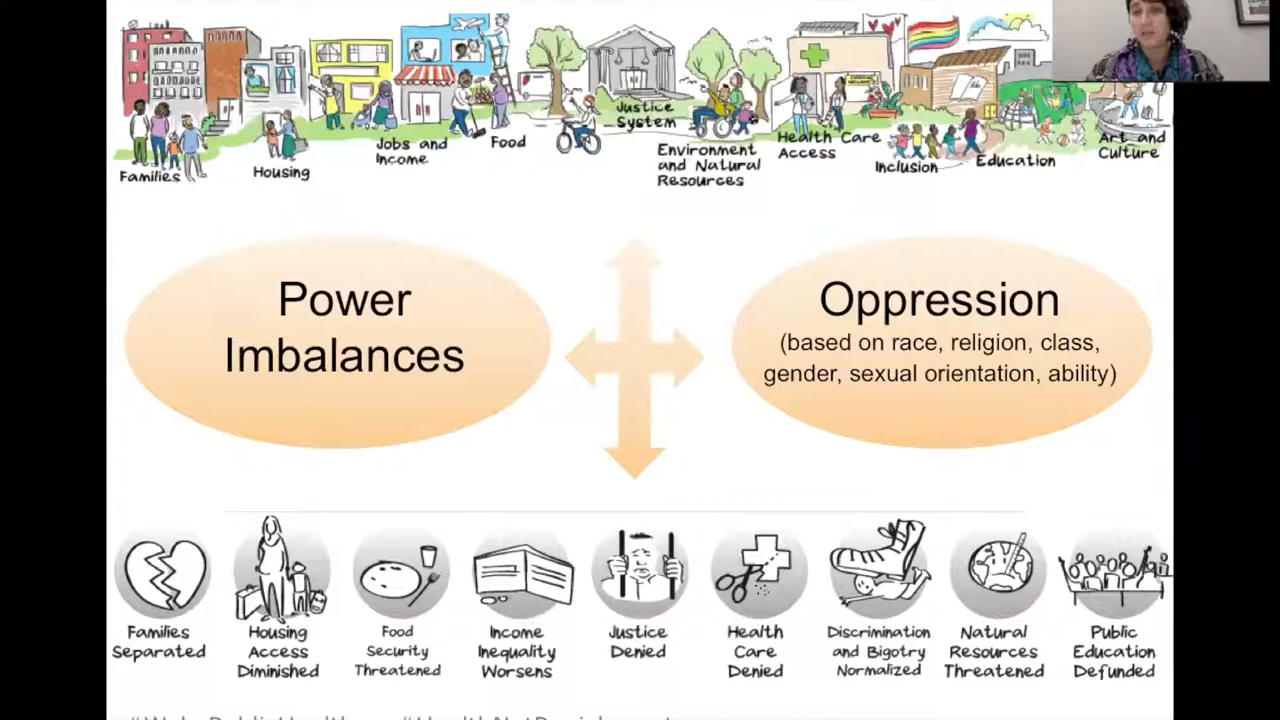 Families
Housing
Jobs and
Income
Food
Justice
System
Environment
and Natural
Resources
Health Care
Access
Inclusion
Education
Art and
Culture
Power
Imbalances
Oppression
(based on race, religion, class,
gender, sexual orientation, ability)
Families
Separated
Housing
Access
Diminished
Food
Security
Threatened
Income
Inequality
Worsens
Justice
Denied
Health
Care
Denied
Discrimination
and Bigotry
Normalized
Natural
Resources
Threatened
Public
Education
Defunded